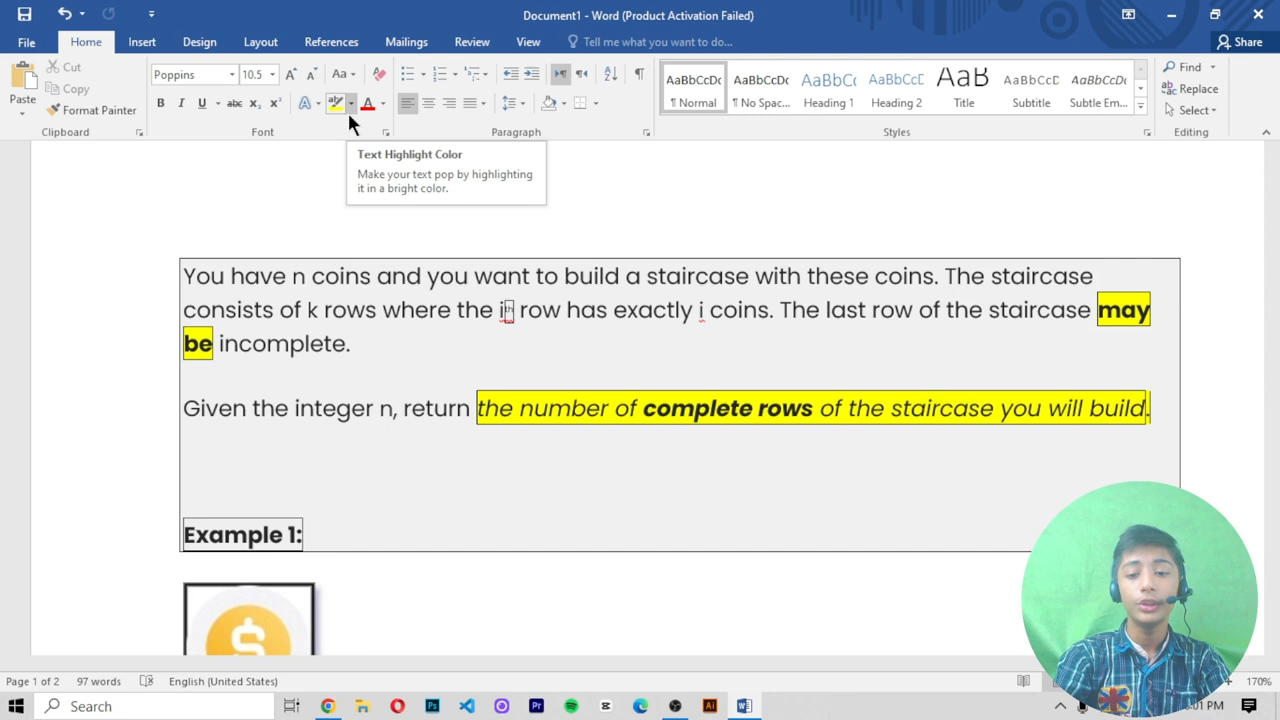 Document1 - Word (Product Activation Failed)
File Home Insert Design Layout References Mailings Review View Tell me what you want to do... Share
Paste Cut Copy Format Painter
Poppins 10.5
AaBbCcDc AaBbCcDc AaBbCc AaBbCcD AaB AaBbCcD AaBbCcD
¶ Normal ¶ No Spac... Heading 1 Heading 2 Title Subtitle Subtle Em...
Find
Replace
Select
Clipboard Font Paragraph Styles Editing
Text Highlight Color
Make your text pop by highlighting
it in a bright color.
You have n coins and you want to build a staircase with these coins. The staircase
consists of k rows where the ith row has exactly i coins. The last row of the staircase may
be incomplete.
Given the integer n, return the number of complete rows of the staircase you will build.
Example 1:
$
Page 1 of 2 97 words English (United States) 170%
Search